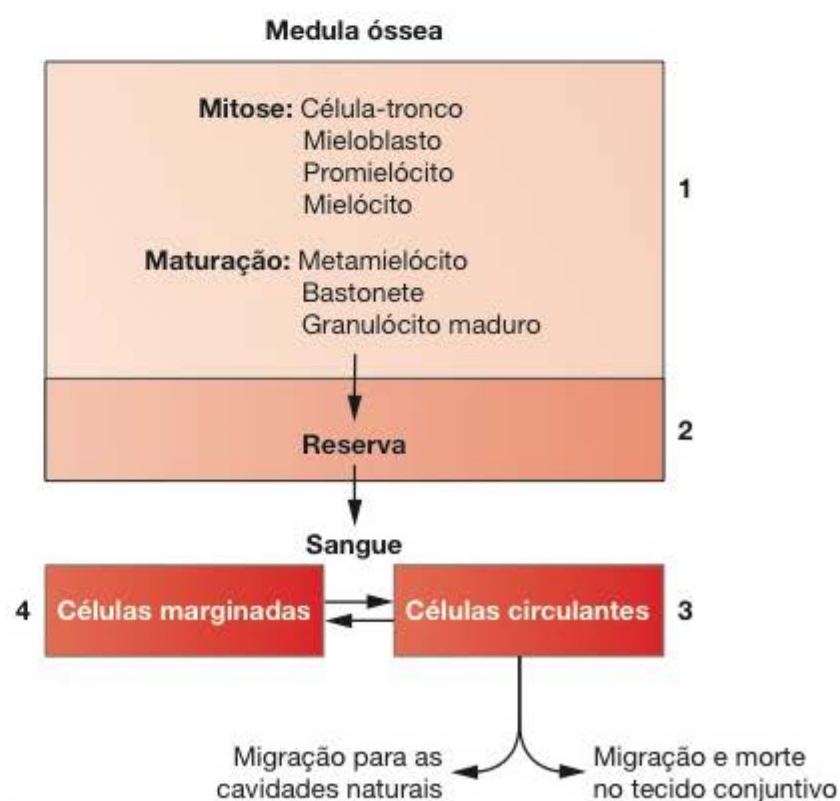 Medula óssea
Mitose: Célula-tronco
Mieloblasto
Promielócito
Mielócito
1
Maturação: Metamielócito
Bastonete
Granulócito maduro
Reserva
2
Sangue
4 Células marginadas
Células circulantes 3
Migração para as
cavidades naturais
Migração e morte
no tecido conjuntivo